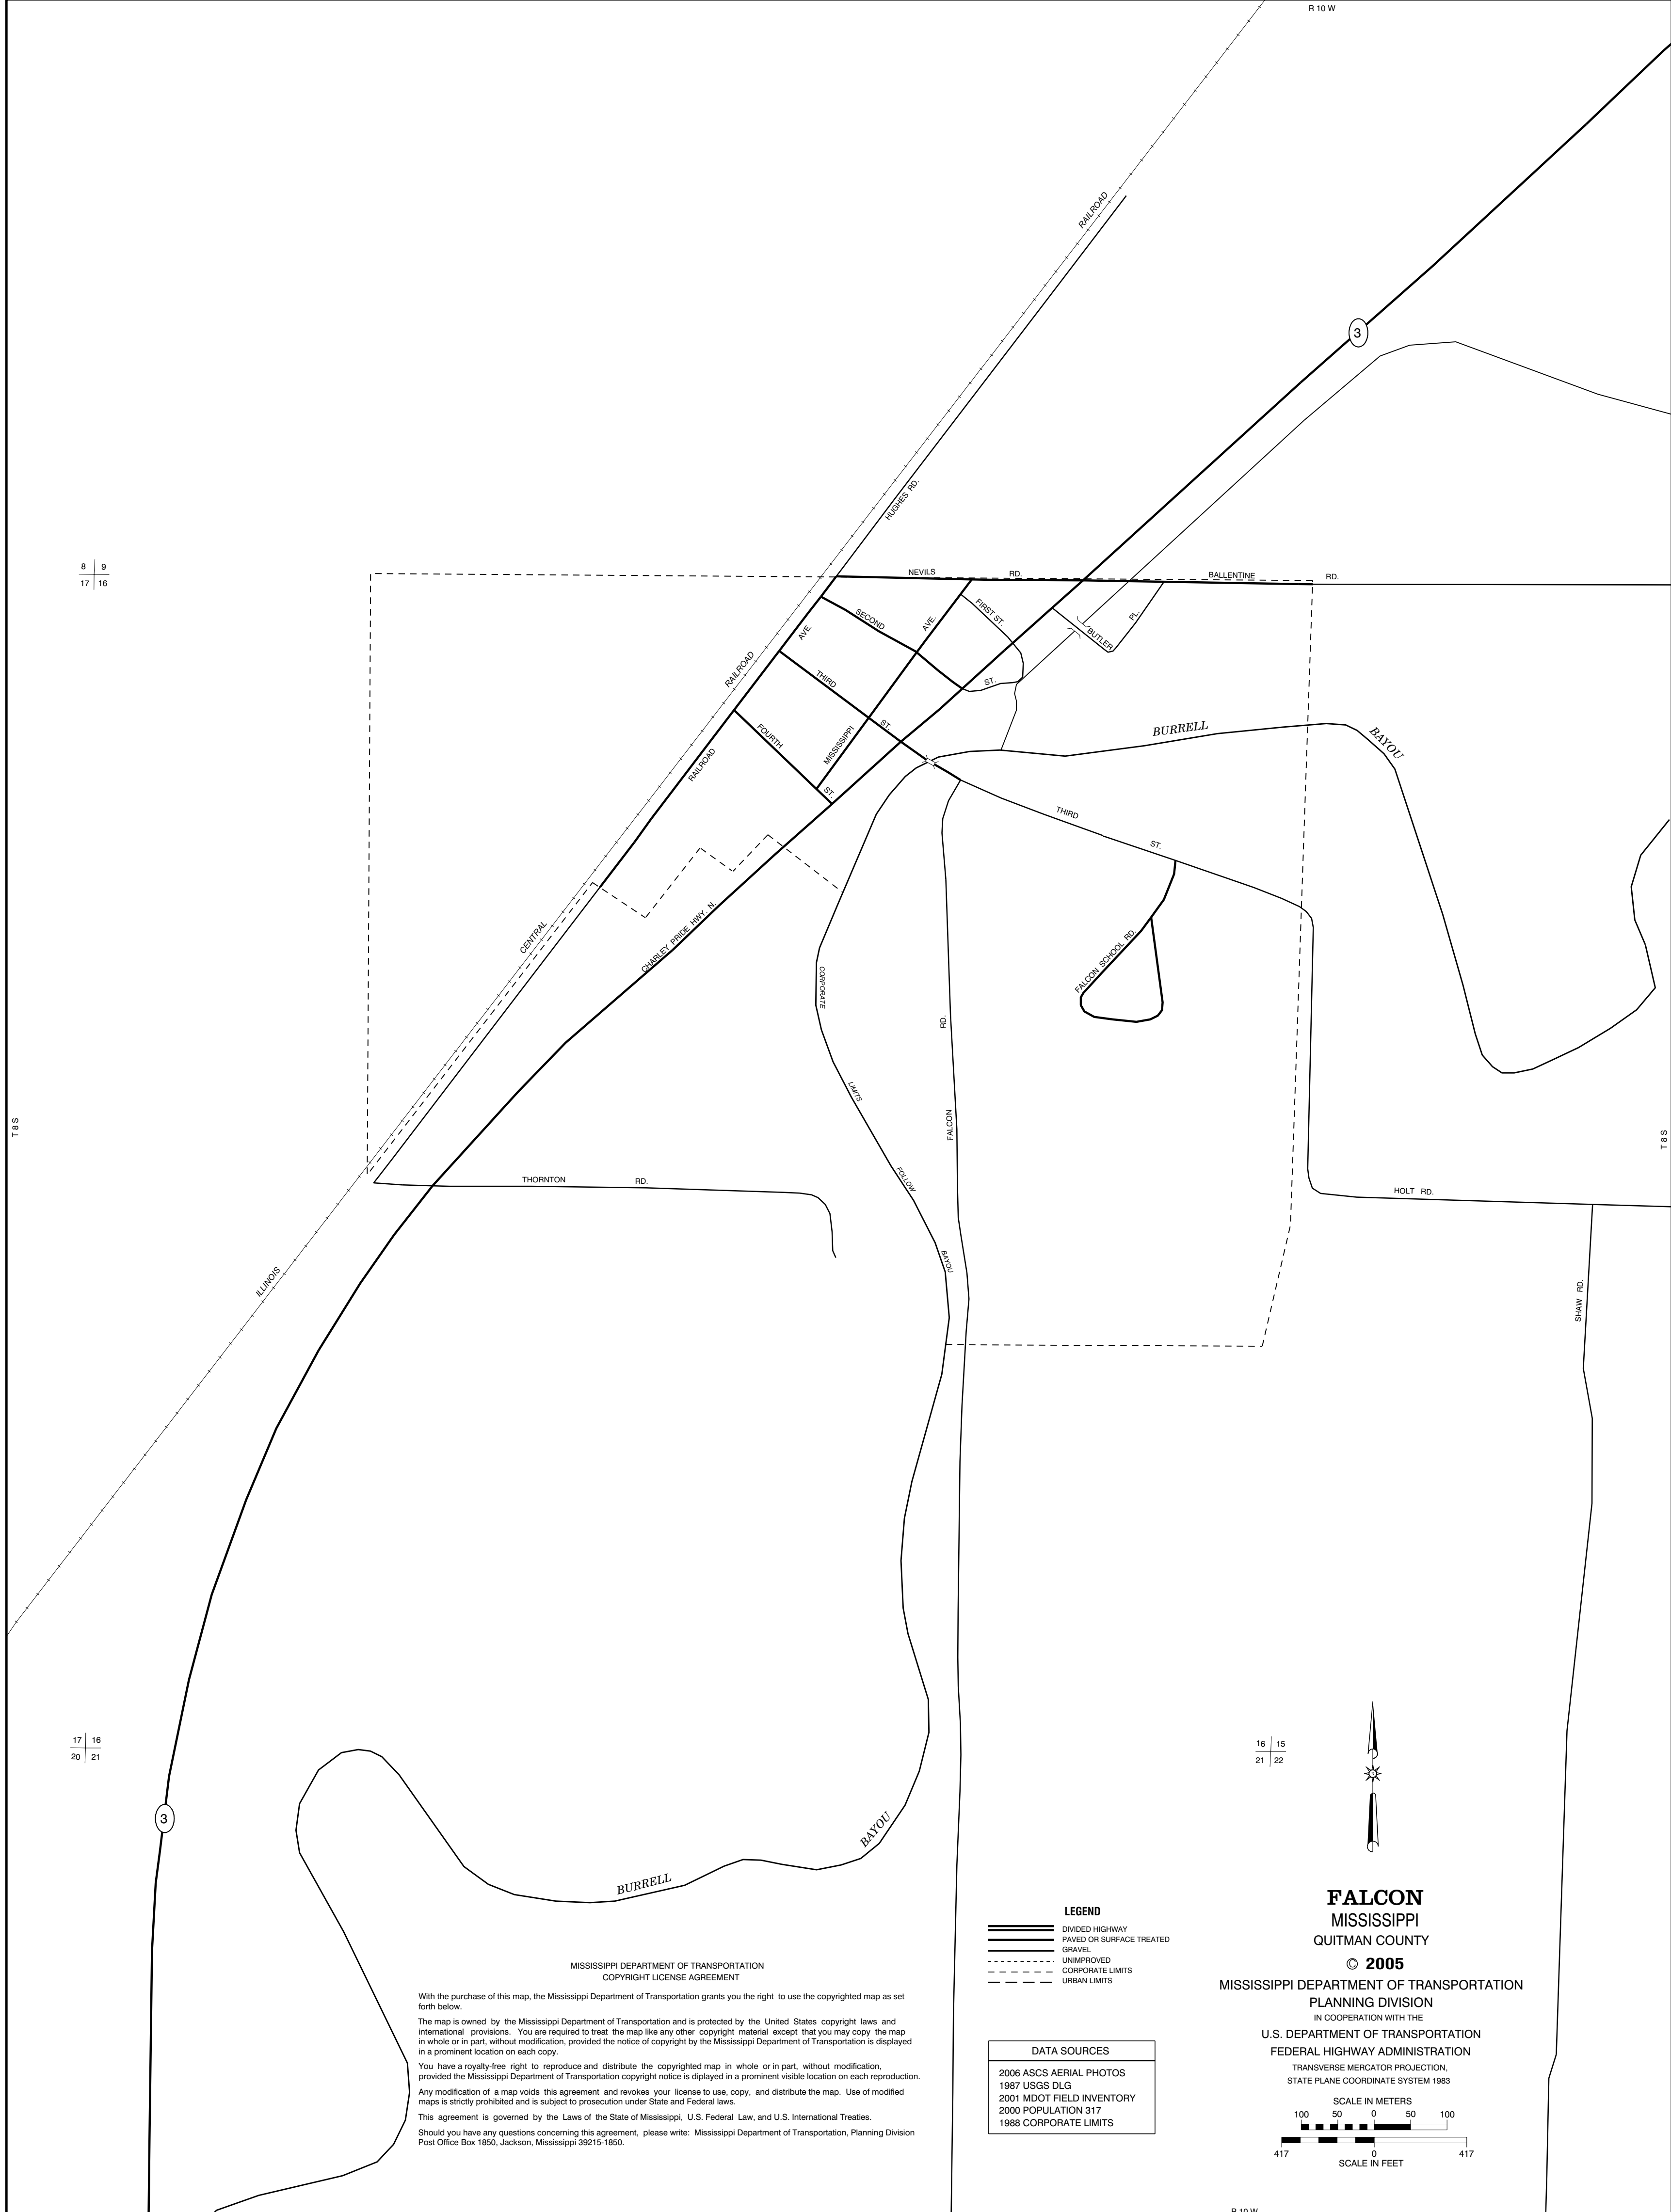 R 10 W
RAILROAD
3
HUGHES RD.
8 9
17 16
NEVILS RD.
BALLENTINE RD.
SECOND ST.
FIRST ST.
AVE.
AVE.
BUTLER PL.
RAILROAD
THIRD ST.
FOURTH ST.
MISSISSIPPI
RAILROAD
BURRELL BAYOU
THIRD ST.
CENTRAL
CHARLEY PRIDE HWY. N.
FALCON SCHOOL RD.
CORPORATE LIMITS FOLLOW BAYOU
FALCON RD.
T 8 S
T 8 S
THORNTON RD.
HOLT RD.
ILLINOIS
SHAW RD.
17 16
20 21
16 15
21 22
3
BURRELL BAYOU
MISSISSIPPI DEPARTMENT OF TRANSPORTATION
COPYRIGHT LICENSE AGREEMENT
With the purchase of this map, the Mississippi Department of Transportation grants you the right to use the copyrighted map as set
forth below.
The map is owned by the Mississippi Department of Transportation and is protected by the United States copyright laws and
international provisions. You are required to treat the map like any other copyright material except that you may copy the map
in whole or in part, without modification, provided the notice of copyright by the Mississippi Department of Transportation is displayed
in a prominent location on each copy.
You have a royalty-free right to reproduce and distribute the copyrighted map in whole or in part, without modification,
provided the Mississippi Department of Transportation copyright notice is diplayed in a prominent visible location on each reproduction.
Any modification of a map voids this agreement and revokes your license to use, copy, and distribute the map. Use of modified
maps is strictly prohibited and is subject to prosecution under State and Federal laws.
This agreement is governed by the Laws of the State of Mississippi, U.S. Federal Law, and U.S. International Treaties.
Should you have any questions concerning this agreement, please write: Mississippi Department of Transportation, Planning Division
Post Office Box 1850, Jackson, Mississippi 39215-1850.
LEGEND
DIVIDED HIGHWAY
PAVED OR SURFACE TREATED
GRAVEL
UNIMPROVED
CORPORATE LIMITS
URBAN LIMITS
DATA SOURCES
2006 ASCS AERIAL PHOTOS
1987 USGS DLG
2001 MDOT FIELD INVENTORY
2000 POPULATION 317
1988 CORPORATE LIMITS
FALCON
MISSISSIPPI
QUITMAN COUNTY
© 2005
MISSISSIPPI DEPARTMENT OF TRANSPORTATION
PLANNING DIVISION
IN COOPERATION WITH THE
U.S. DEPARTMENT OF TRANSPORTATION
FEDERAL HIGHWAY ADMINISTRATION
TRANSVERSE MERCATOR PROJECTION,
STATE PLANE COORDINATE SYSTEM 1983
SCALE IN METERS
100 50 0 50 100
417 0 417
SCALE IN FEET
R 10 W